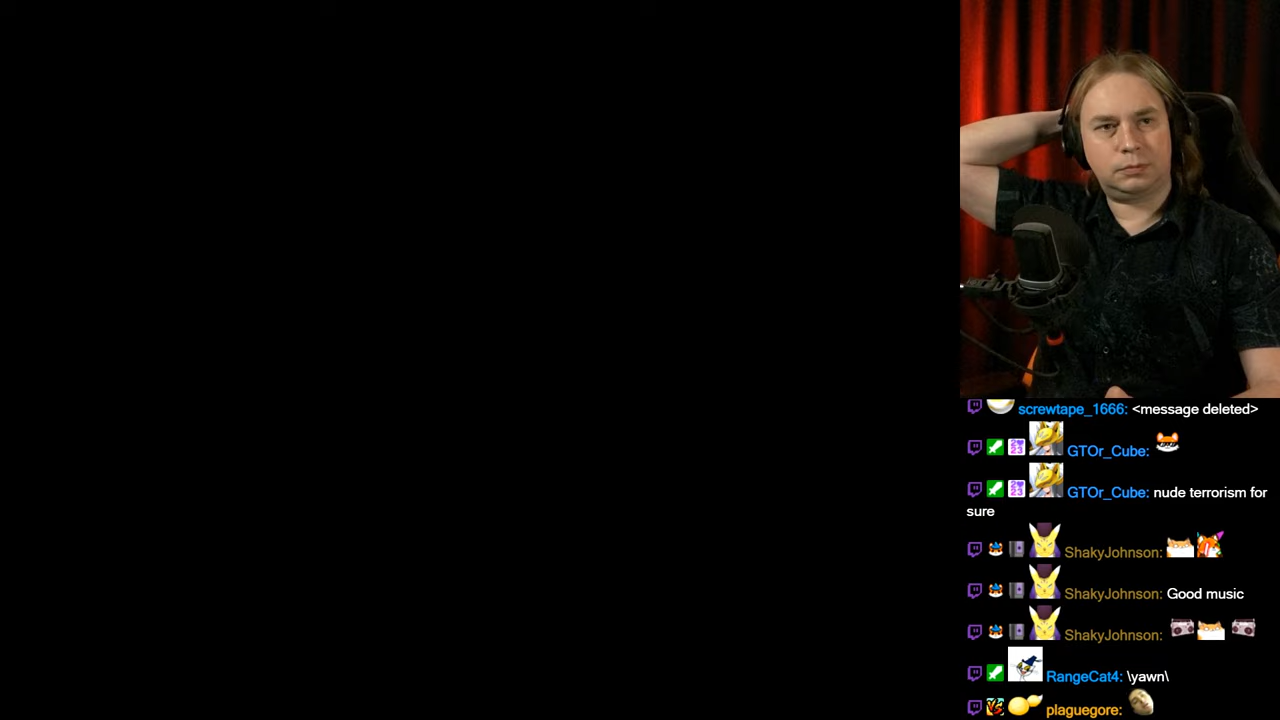 screwtape_1666: <message deleted>
GTOr_Cube:
GTOr_Cube: nude terrorism for
sure
ShakyJohnson:
ShakyJohnson: Good music
ShakyJohnson:
RangeCat4: \yawn\
plaguegore: